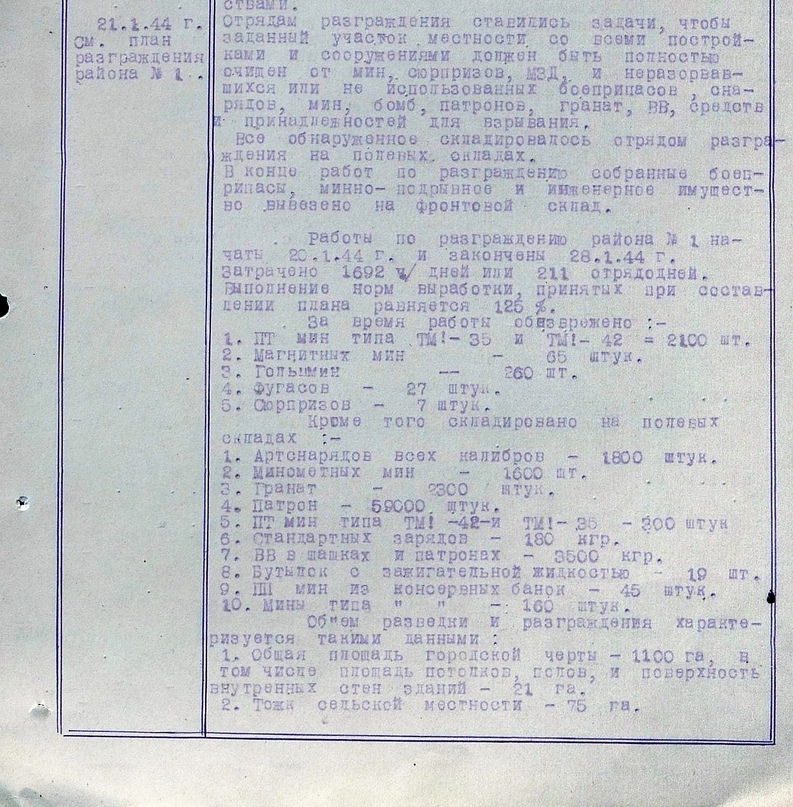 ствами.
21.1.44 г.
См. план
разграждения
района № 1 .
Отрядам разграждения ставились задачи, чтобы
заданный участок местности со всеми построй-
ками и сооружениями должен быть полностью
очищен от мин, сюрпризов, МЗД, и неразорвав-
шихся или не использованных боеприпасов , сна-
рядов, мин, бомб, патронов, гранат, ВВ, средств
и принадлежностей для взрывания.
Все обнаруженное складировалось отрядом разгра-
ждения на полевых складах.
В конце работ по разграждению собранные боеп-
рипасы, минно- подрывное и инженерное имущест-
во вывезено на фронтовой склад.
Работы по разграждению района № 1 на-
чаты 20.1.44 г. и закончены 28.1.44 г.
Затрачено 1692 ч/ дней или 211 отрядодней.
Выполнение норм выработки, принятых при состав-
лении плана равняется 125 %.
За время работы обезврежено :-
1. ПТ мин типа ТМ!- 35 и ТМ!- 42 = 2100 шт.
2. Магнитных мин - 65 штук.
3. Гольцмин -- 260 шт.
4. Фугасов - 27 штук.
5. Сюрпризов - 7 штук.
Кроме того складировано на полевых
складах :-
1. Артснарядов всех калибров - 1800 штук.
2. Минометных мин - 1600 шт.
3. Гранат - 2300 штук.
4. Патрон - 59000 штук.
5. ПТ мин типа ТМ! -42-и ТМ!- 35 - 200 штук
6. Стандартных зарядов - 180 кгр.
7. ВВ в шашках и патронах - 3500 кгр.
8. Бутылок с зажигательной жидкостью - 19 шт.
9. ПП мин из консервных банок - 45 штук.
10. Мины типа " " - 160 штук.
Об"ем разведки и разграждения характе-
ризуется такими данными :
1. Общая площадь городской черты - 1100 га, в
том числе площадь потолков, полов, и поверхность
внутренных стен зданий - 21 га.
2. Тоже сельской местности - 75 га.